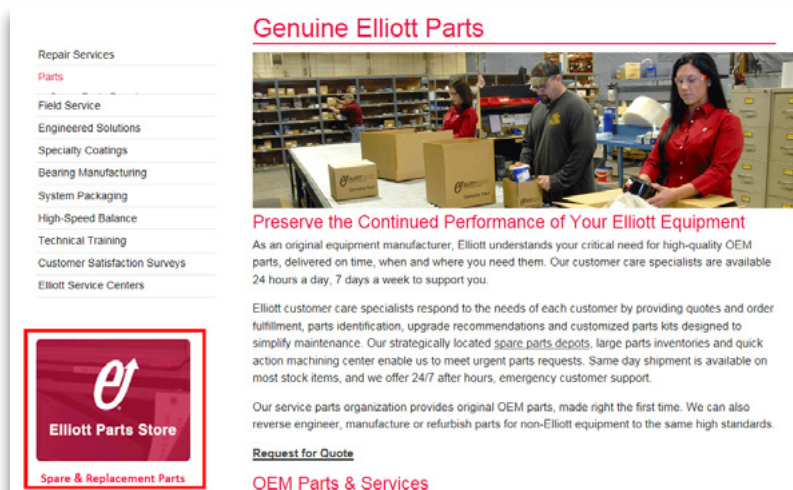 Genuine Elliott Parts
Repair Services
Parts
Field Service
Engineered Solutions
Specialty Coatings
Bearing Manufacturing
System Packaging
High-Speed Balance
Technical Training
Customer Satisfaction Surveys
Elliott Service Centers
Elliott Parts Store
Spare & Replacement Parts
Preserve the Continued Performance of Your Elliott Equipment
As an original equipment manufacturer, Elliott understands your critical need for high-quality OEM
parts, delivered on time, when and where you need them. Our customer care specialists are available
24 hours a day, 7 days a week to support you.
Elliott customer care specialists respond to the needs of each customer by providing quotes and order
fulfillment, parts identification, upgrade recommendations and customized parts kits designed to
simplify maintenance. Our strategically located spare parts depots, large parts inventories and quick
action machining center enable us to meet urgent parts requests. Same day shipment is available on
most stock items, and we offer 24/7 after hours, emergency customer support.
Our service parts organization provides original OEM parts, made right the first time. We can also
reverse engineer, manufacture or refurbish parts for non-Elliott equipment to the same high standards.
Request for Quote
OEM Parts & Services